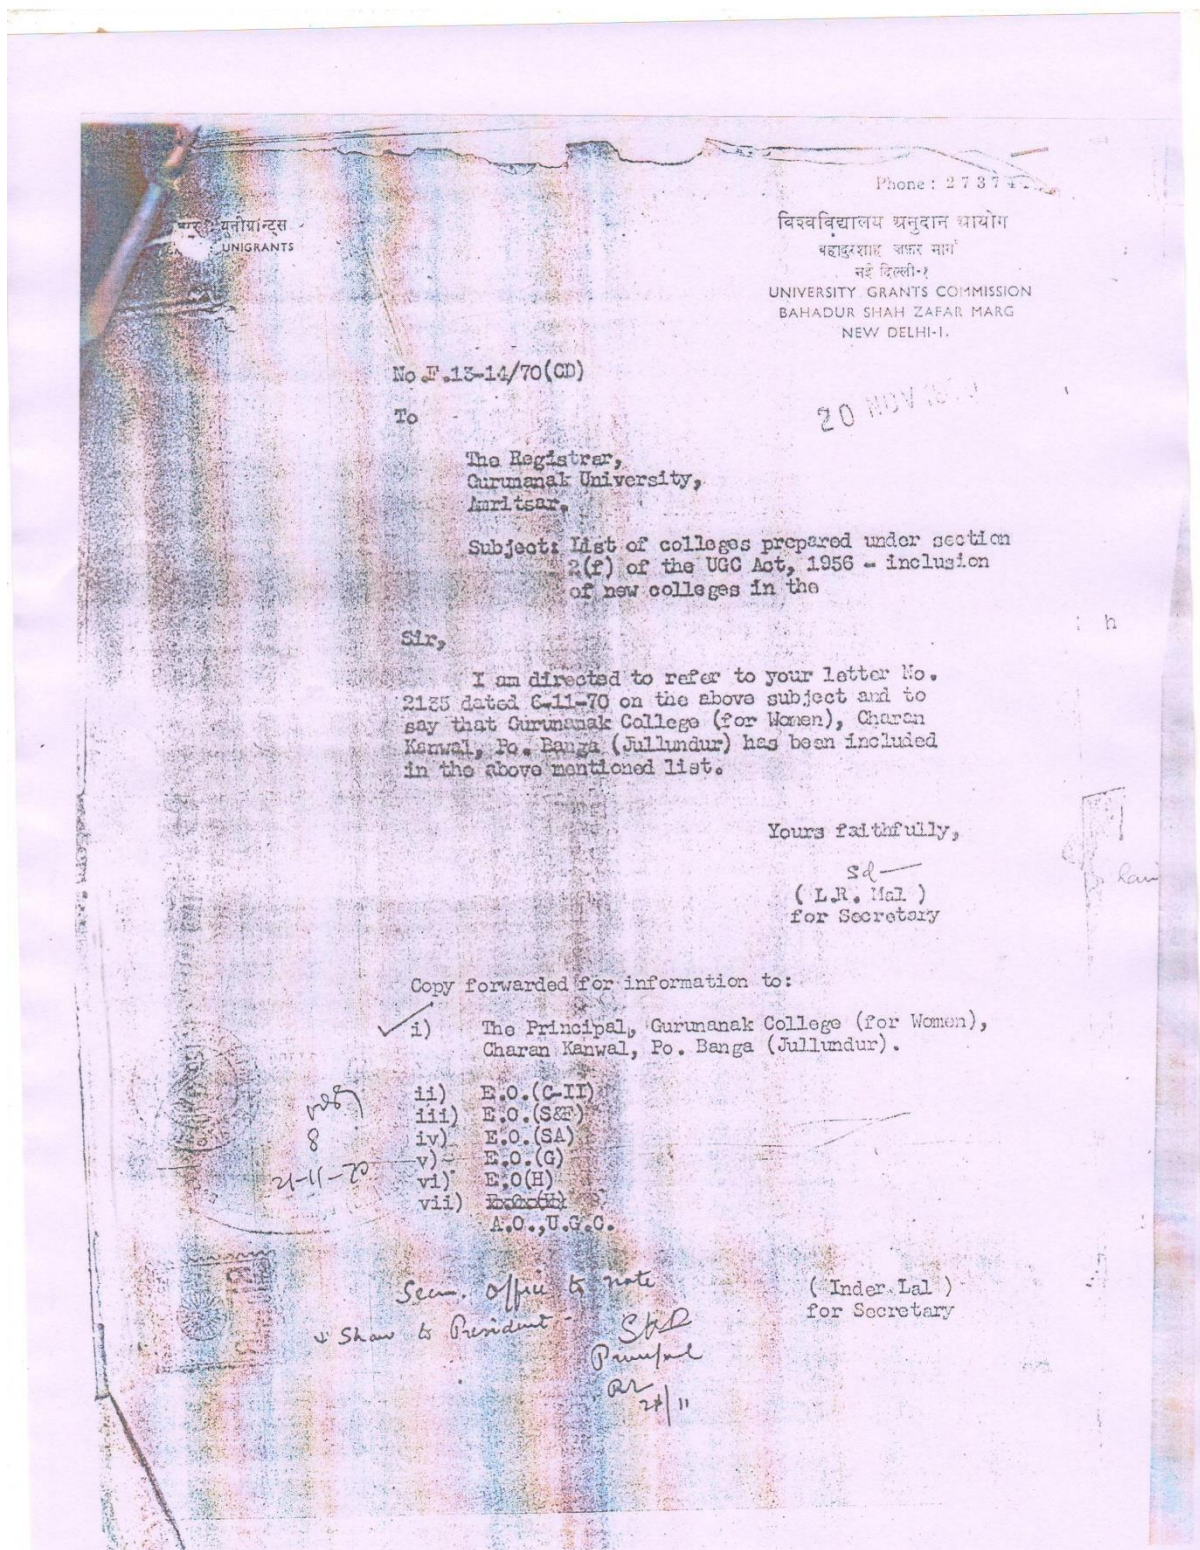 Phone : 2737
यूनीग्रान्ट्स
UNIGRANTS
विश्वविद्यालय अनुदान आयोग
बहादुरशाह जफ़र मार्ग
नई दिल्ली-१
UNIVERSITY GRANTS COMMISSION
BAHADUR SHAH ZAFAR MARG
NEW DELHI-1.
No.F.13-14/70(CD)
20 NOV
To
The Registrar,
Gurunanak University,
Amritsar.
Subject: List of colleges prepared under section
2(f) of the UGC Act, 1956 - inclusion
of new colleges in the
Sir,
I am directed to refer to your letter No.
2135 dated 6-11-70 on the above subject and to
say that Gurunanak College (for Women), Charan
Kanwal, Po. Banga (Jullundur) has been included
in the above mentioned list.
Yours faithfully,
sd-
( L.R. Mal )
for Secretary
Copy forwarded for information to:
i) The Principal, Gurunanak College (for Women),
Charan Kanwal, Po. Banga (Jullundur).
ii) E.O.(C-II)
iii) E.O.(S&F)
iv) E.O.(SA)
v) E.O.(G)
vi) E.O(H)
vii)
A.O.,U.G.C.
8
21-11-70
office to note
Show to President -
Principal
( Inder Lal )
for Secretary